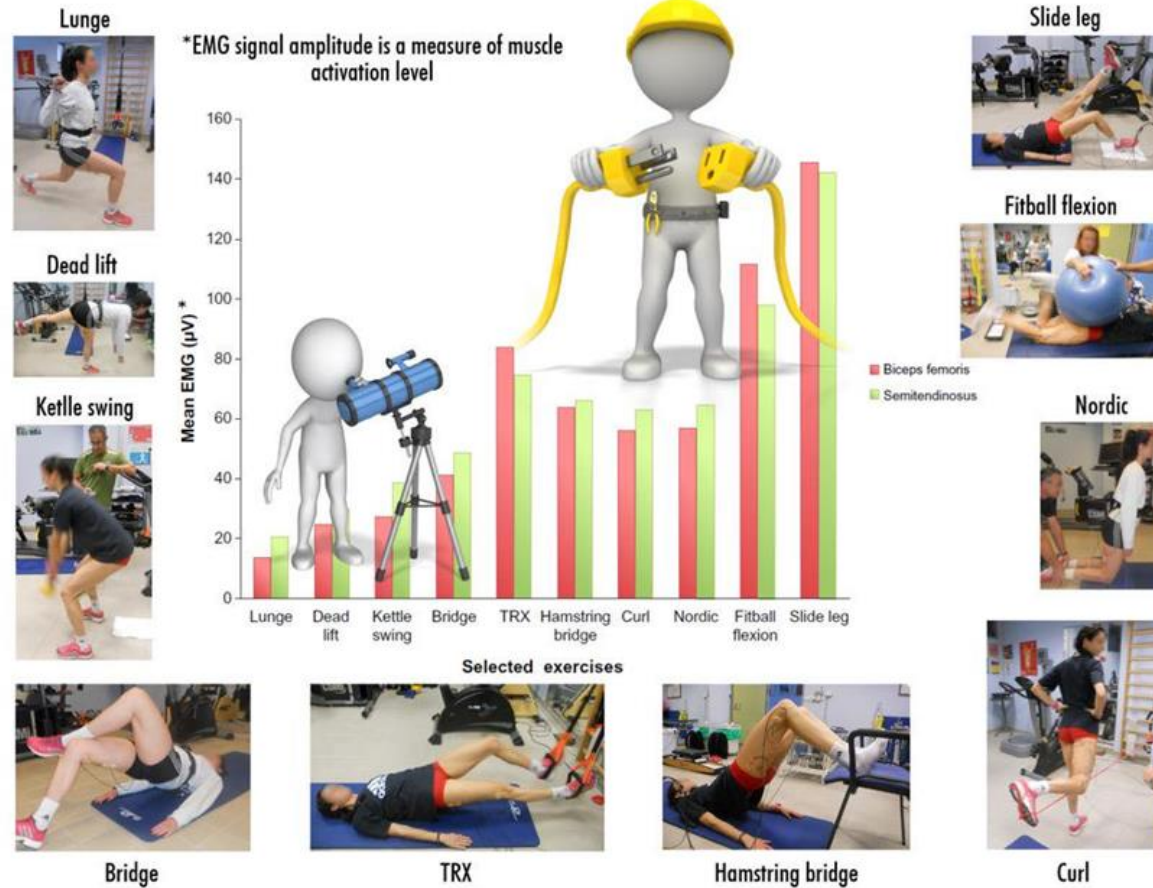 Lunge
*EMG signal amplitude is a measure of muscle
activation level
Slide leg
Fitball flexion
Dead lift
Ketlle swing
Nordic
160
140
120
100
80
60
40
20
0
Mean EMG (µV) *
Biceps femoris
Semitendinosus
Lunge
Dead
lift
Kettle
swing
Bridge
TRX
Hamstring
bridge
Curl
Nordic
Fitball
flexion
Slide leg
Selected exercises
Bridge
TRX
Hamstring bridge
Curl